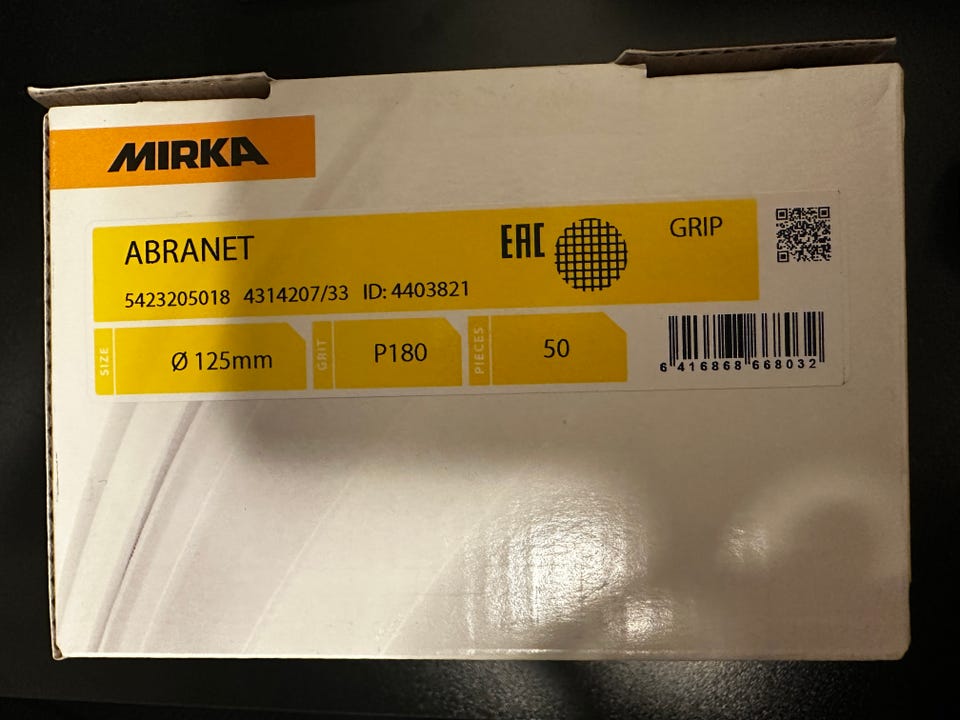 MIRKA
ABRANET
EAC
GRIP
5423205018 4314207/33 ID: 4403821
SIZE
Ø 125mm
GRIT
P180
PIECES
50
6 416868 668032